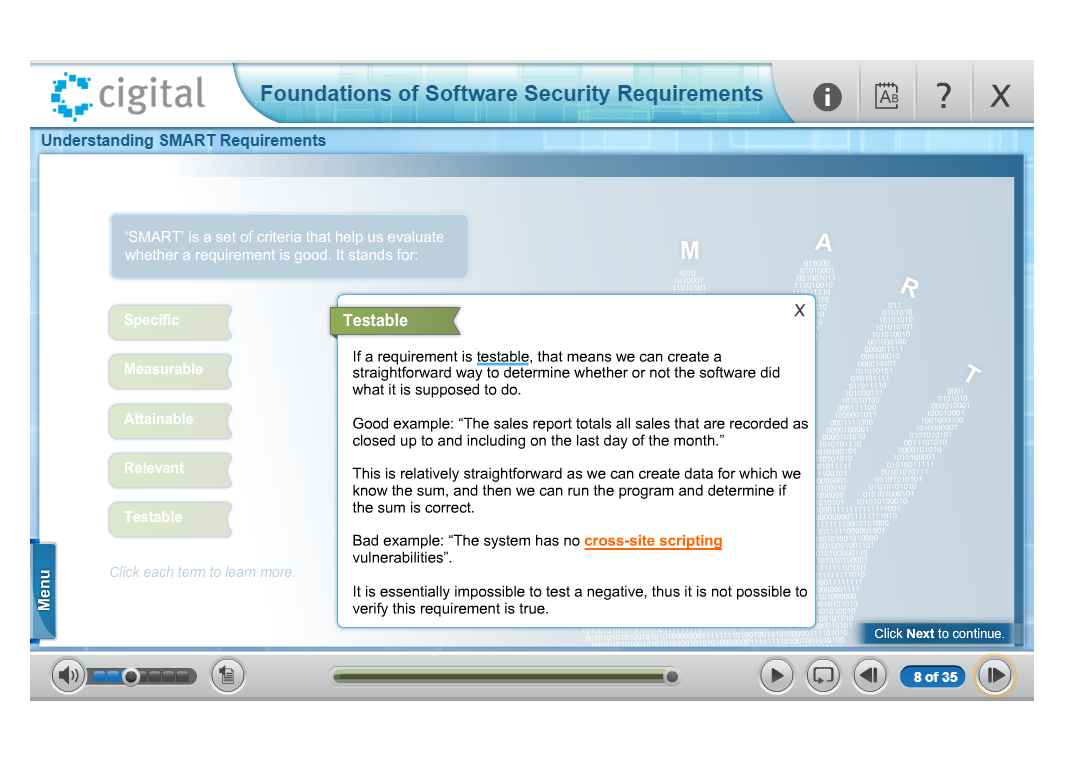 cigital
Foundations of Software Security Requirements
i
AB
?
X
Understanding SMART Requirements
‘SMART’ is a set of criteria that help us evaluate
whether a requirement is good. It stands for:
M
A
R
T
Specific
Measurable
Attainable
Relevant
Testable
Click each term to learn more.
Testable
X
If a requirement is testable, that means we can create a
straightforward way to determine whether or not the software did
what it is supposed to do.
Good example: “The sales report totals all sales that are recorded as
closed up to and including on the last day of the month.”
This is relatively straightforward as we can create data for which we
know the sum, and then we can run the program and determine if
the sum is correct.
Bad example: “The system has no cross-site scripting
vulnerabilities”.
It is essentially impossible to test a negative, thus it is not possible to
verify this requirement is true.
Menu
Click Next to continue.
8 of 35